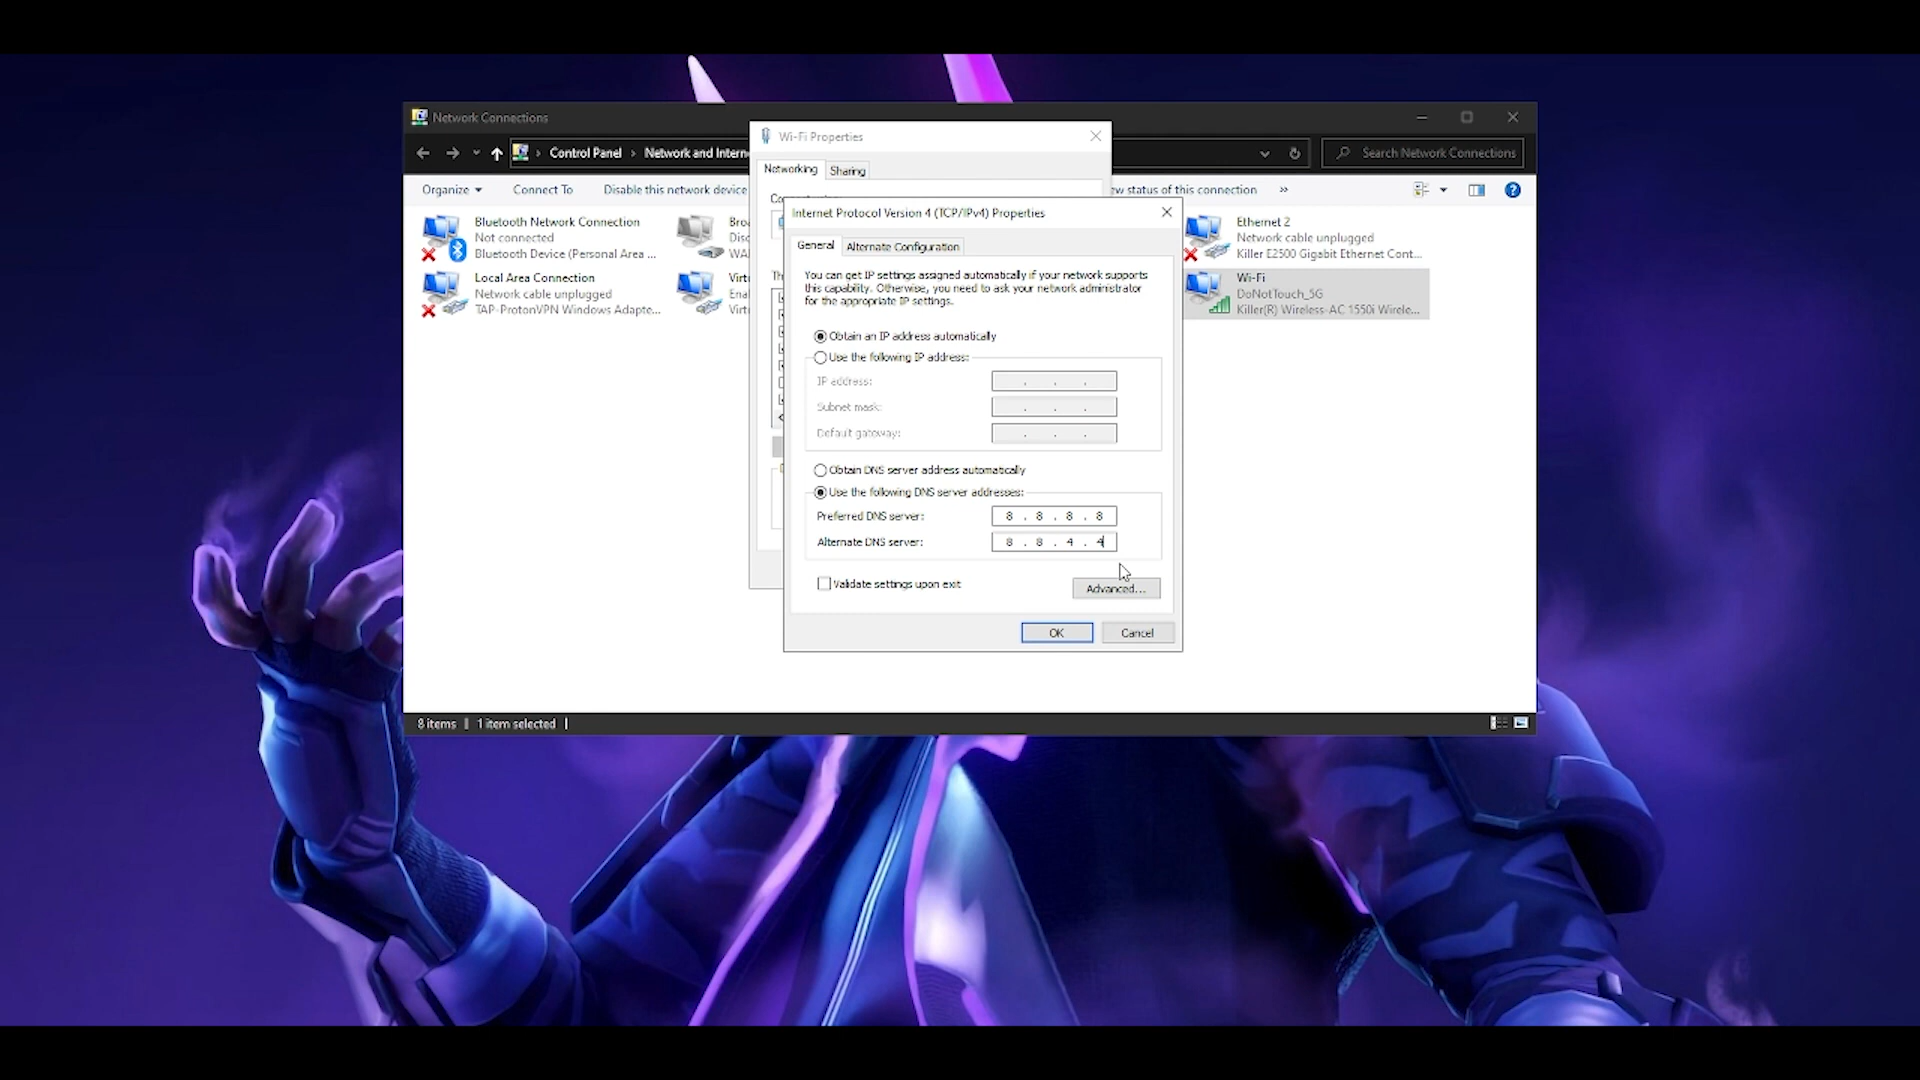 Network Connections
Control Panel
Network and Intern
Search Network Connections
Organize
Connect To
Disable this network device
ew status of this connection
Bluetooth Network Connection
Not connected
Bluetooth Device (Personal Area ...
Local Area Connection
Network cable unplugged
TAP-ProtonVPN Windows Adapte...
Broa
Disc
WA
Virtu
Ena
Virtu
Ethernet 2
Network cable unplugged
Killer E2500 Gigabit Ethernet Cont...
Wi-Fi
DoNotTouch_5G
Killer(R) Wireless-AC 1550i Wirele...
Wi-Fi Properties
Networking
Sharing
Internet Protocol Version 4 (TCP/IPv4) Properties
General
Alternate Configuration
You can get IP settings assigned automatically if your network supports
this capability. Otherwise, you need to ask your network administrator
for the appropriate IP settings.
Obtain an IP address automatically
Use the following IP address:
IP address:
Subnet mask:
Default gateway:
Obtain DNS server address automatically
Use the following DNS server addresses:
Preferred DNS server:
8 . 8 . 8 . 8
Alternate DNS server:
8 . 8 . 4 . 4
Validate settings upon exit
Advanced...
OK
Cancel
8 items
1 item selected